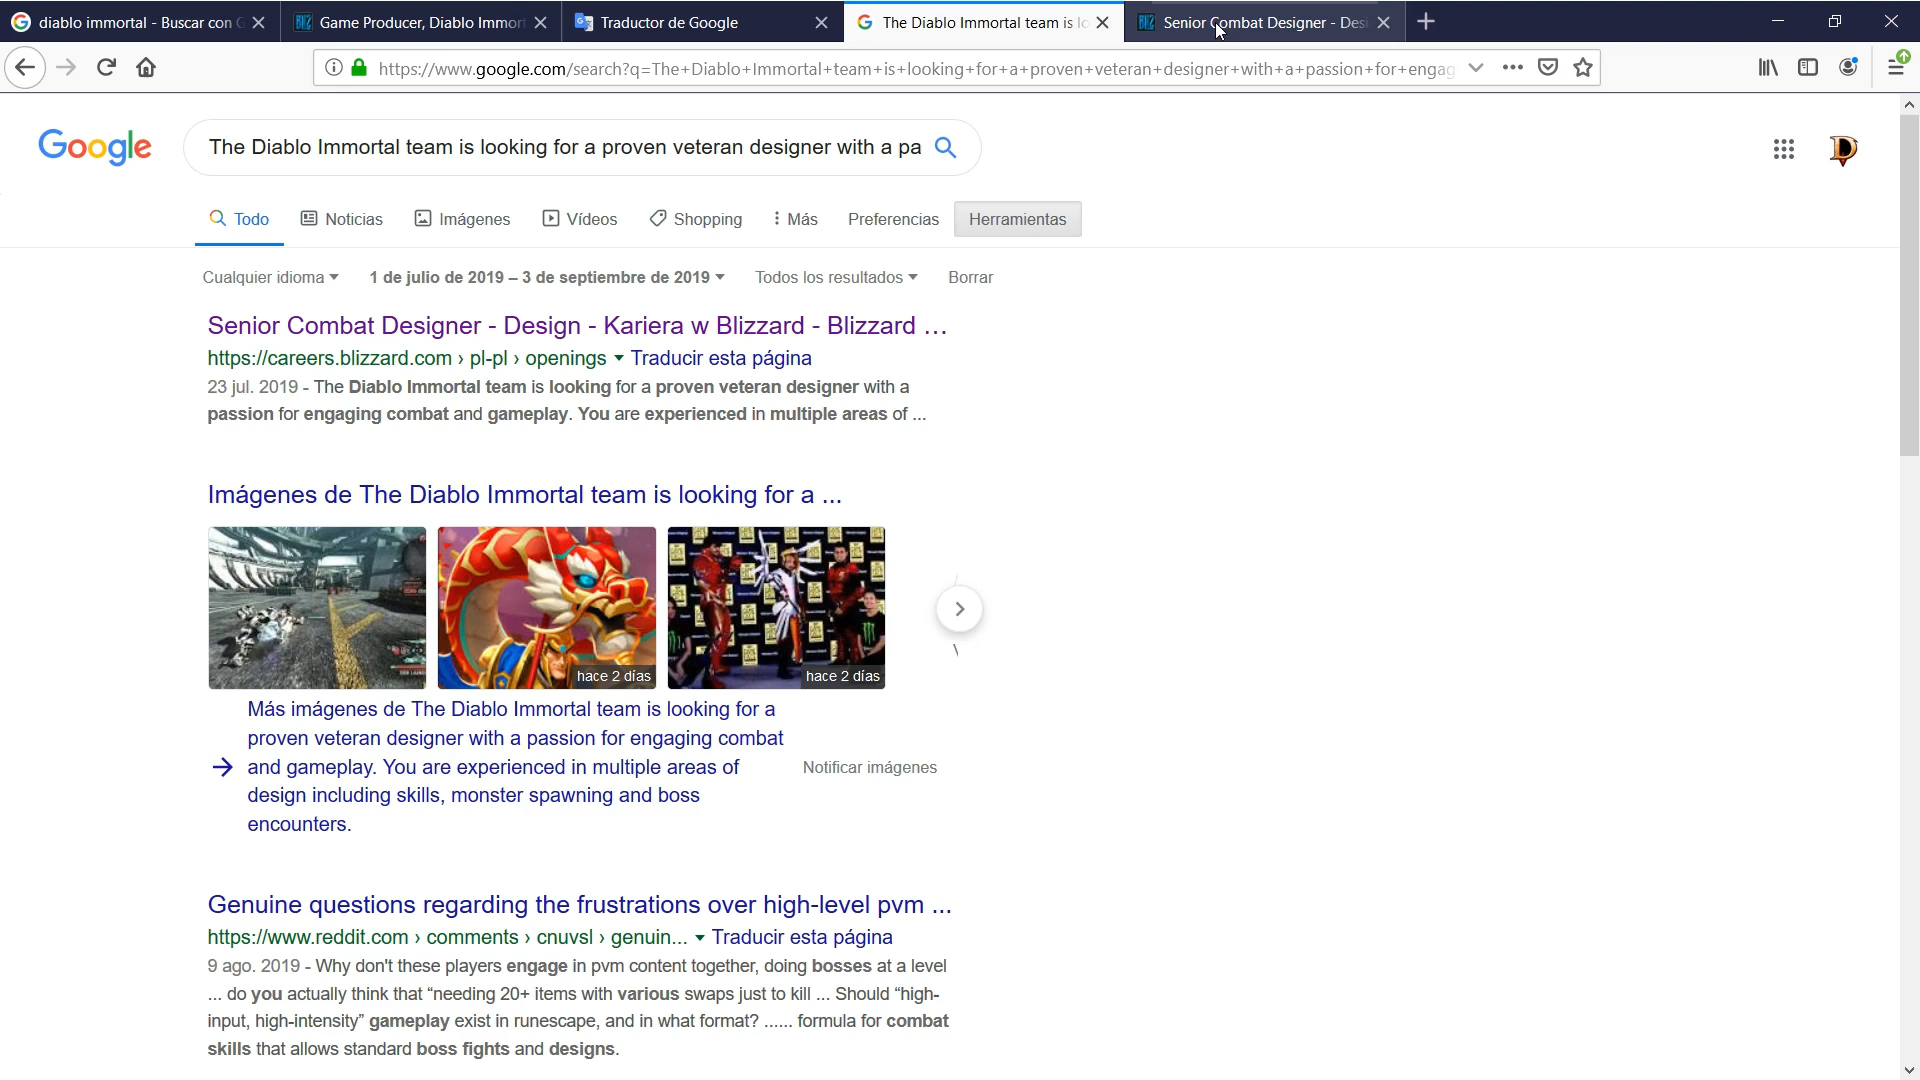 diablo immortal - Buscar con G
Game Producer, Diablo Immort
Traductor de Google
The Diablo Immortal team is lo
Senior Combat Designer - Desi
https://www.google.com/search?q=The+Diablo+Immortal+team+is+looking+for+a+proven+veteran+designer+with+a+passion+for+engag
Google
The Diablo Immortal team is looking for a proven veteran designer with a pa
Todo
Noticias
Imágenes
Vídeos
Shopping
Más
Preferencias
Herramientas
Cualquier idioma
1 de julio de 2019 – 3 de septiembre de 2019
Todos los resultados
Borrar
Senior Combat Designer - Design - Kariera w Blizzard - Blizzard ...
https://careers.blizzard.com › pl-pl › openings Traducir esta página
23 jul. 2019 - The Diablo Immortal team is looking for a proven veteran designer with a
passion for engaging combat and gameplay. You are experienced in multiple areas of ...
Imágenes de The Diablo Immortal team is looking for a ...
hace 2 días
hace 2 días
Más imágenes de The Diablo Immortal team is looking for a
proven veteran designer with a passion for engaging combat
and gameplay. You are experienced in multiple areas of
design including skills, monster spawning and boss
encounters.
Notificar imágenes
Genuine questions regarding the frustrations over high-level pvm ...
https://www.reddit.com › comments › cnuvsl › genuin... Traducir esta página
9 ago. 2019 - Why don't these players engage in pvm content together, doing bosses at a level
... do you actually think that “needing 20+ items with various swaps just to kill ... Should “high-
input, high-intensity” gameplay exist in runescape, and in what format? ...... formula for combat
skills that allows standard boss fights and designs.